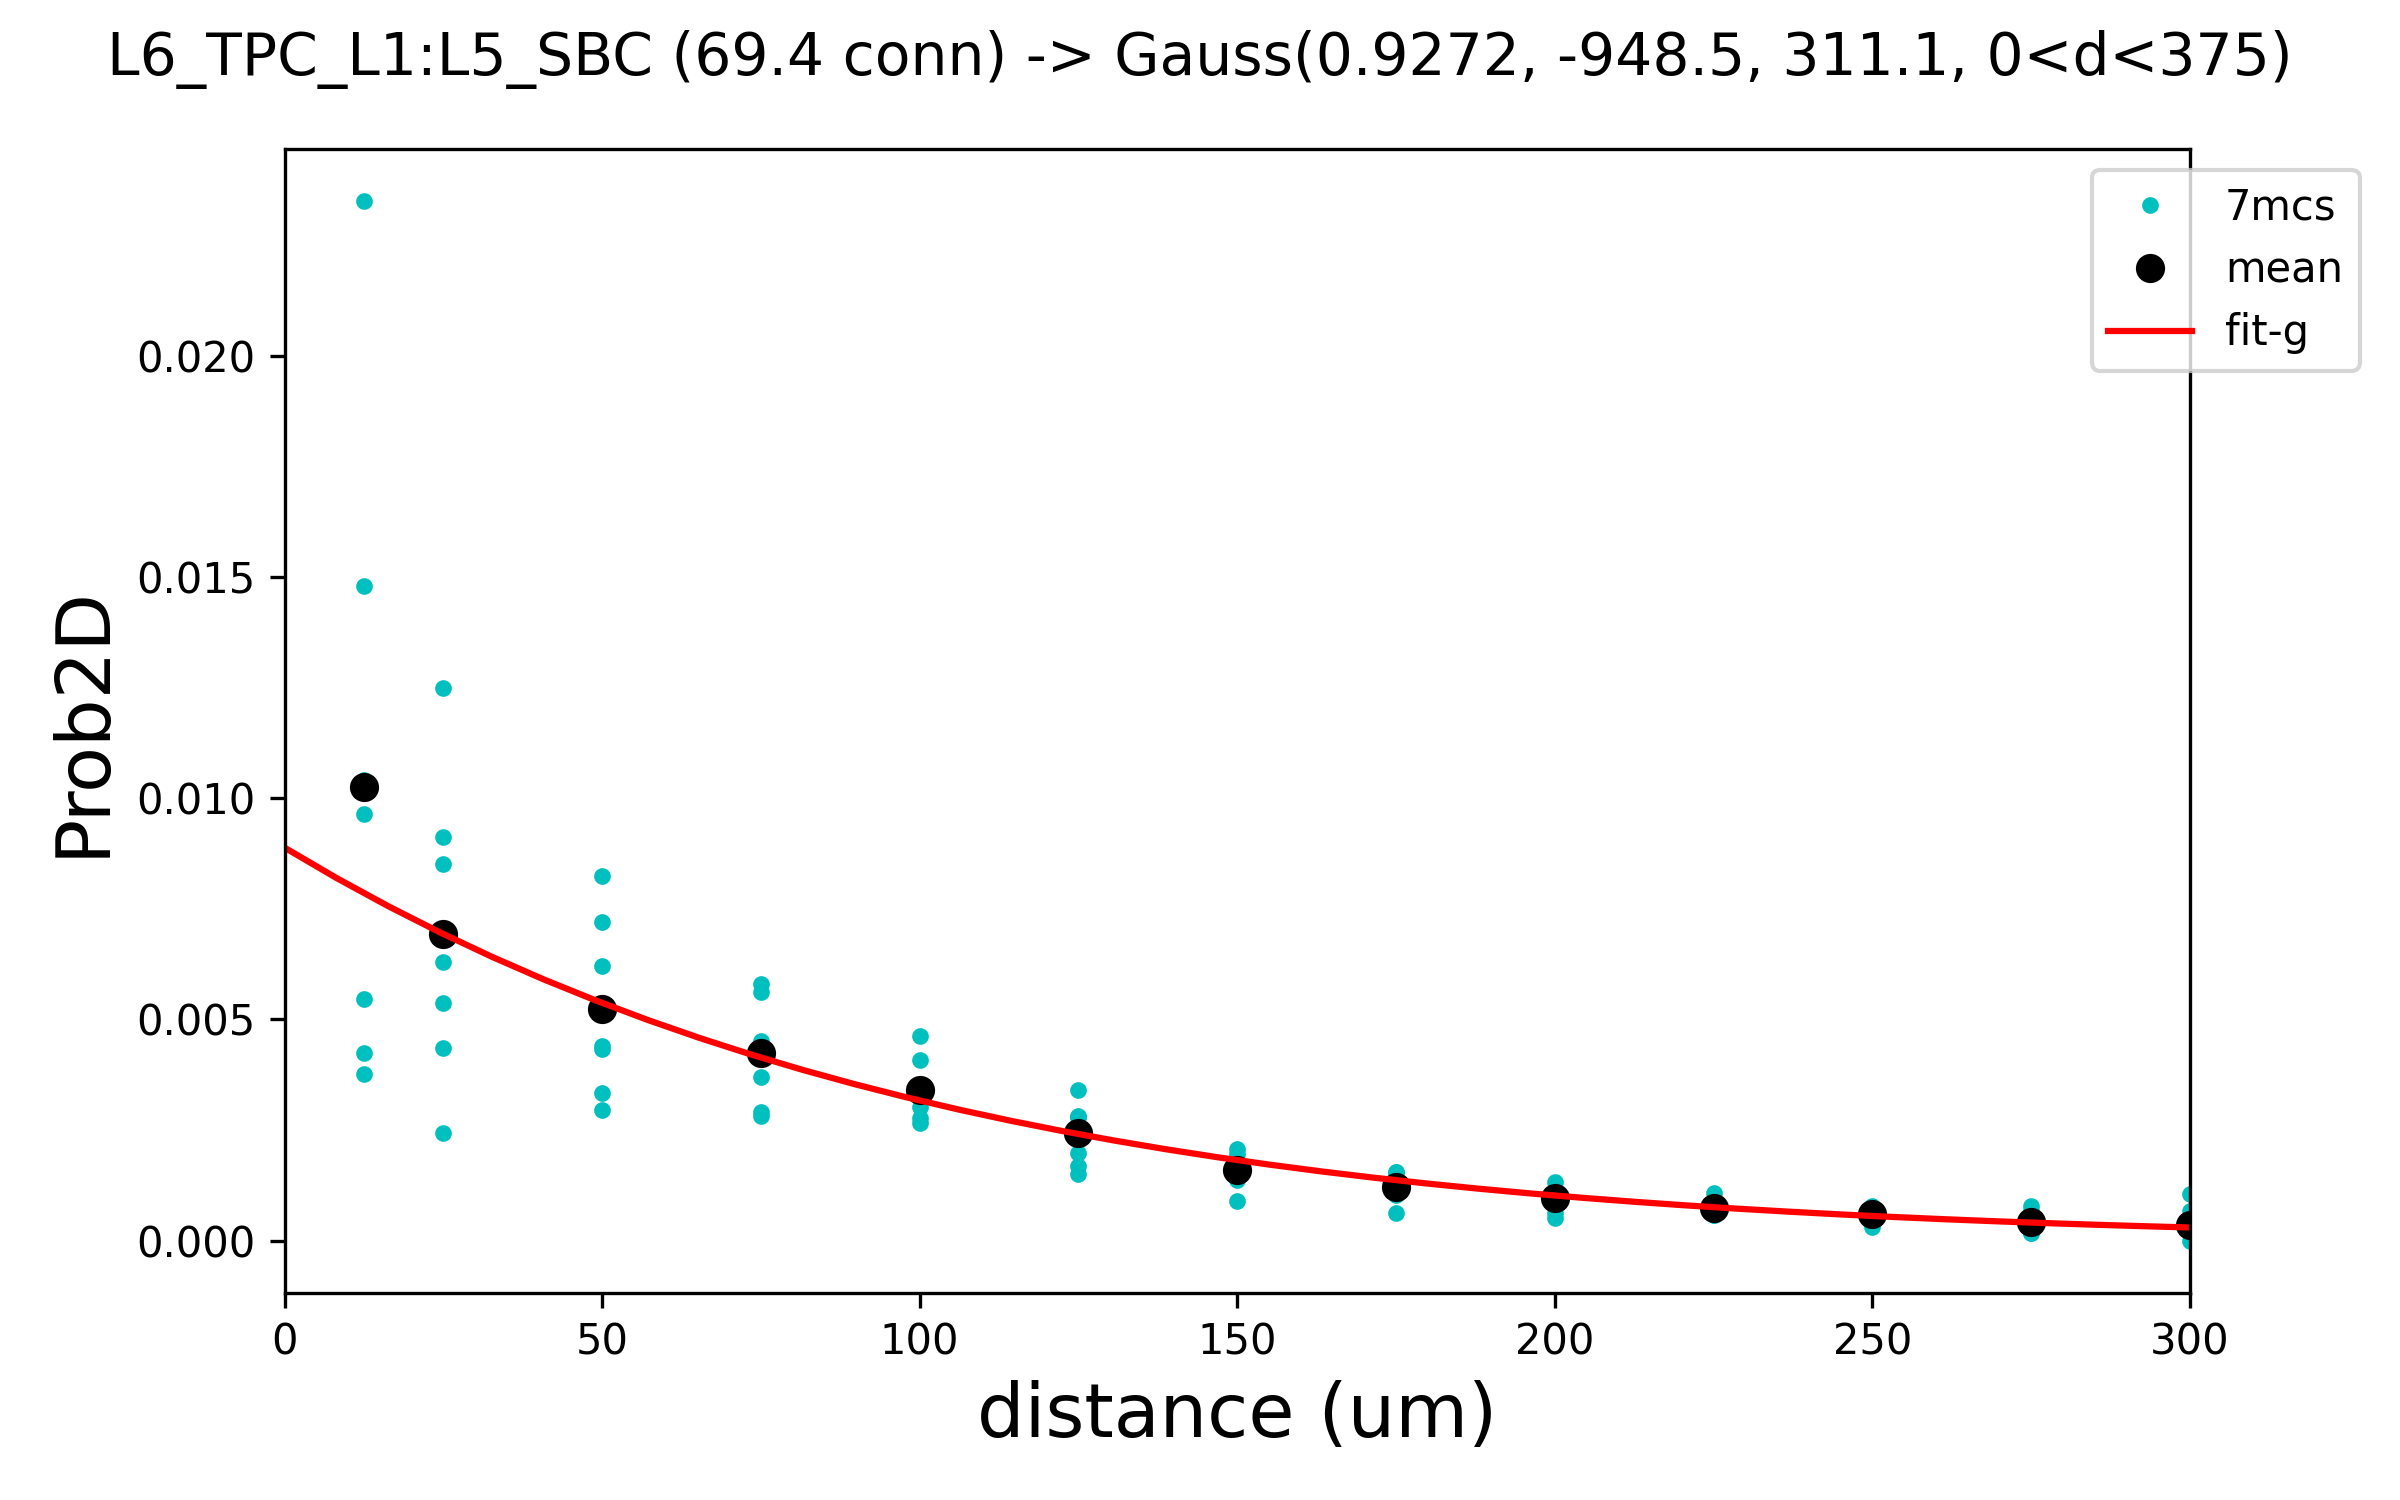 L6_TPC_L1:L5_SBC (69.4 conn) -> Gauss(0.9272, -948.5, 311.1, 0<d<375)
7mcs
mean
fit-g
Prob2D
0.020
0.015
0.010
0.005
0.000
0 50 100 150 200 250 300
distance (um)